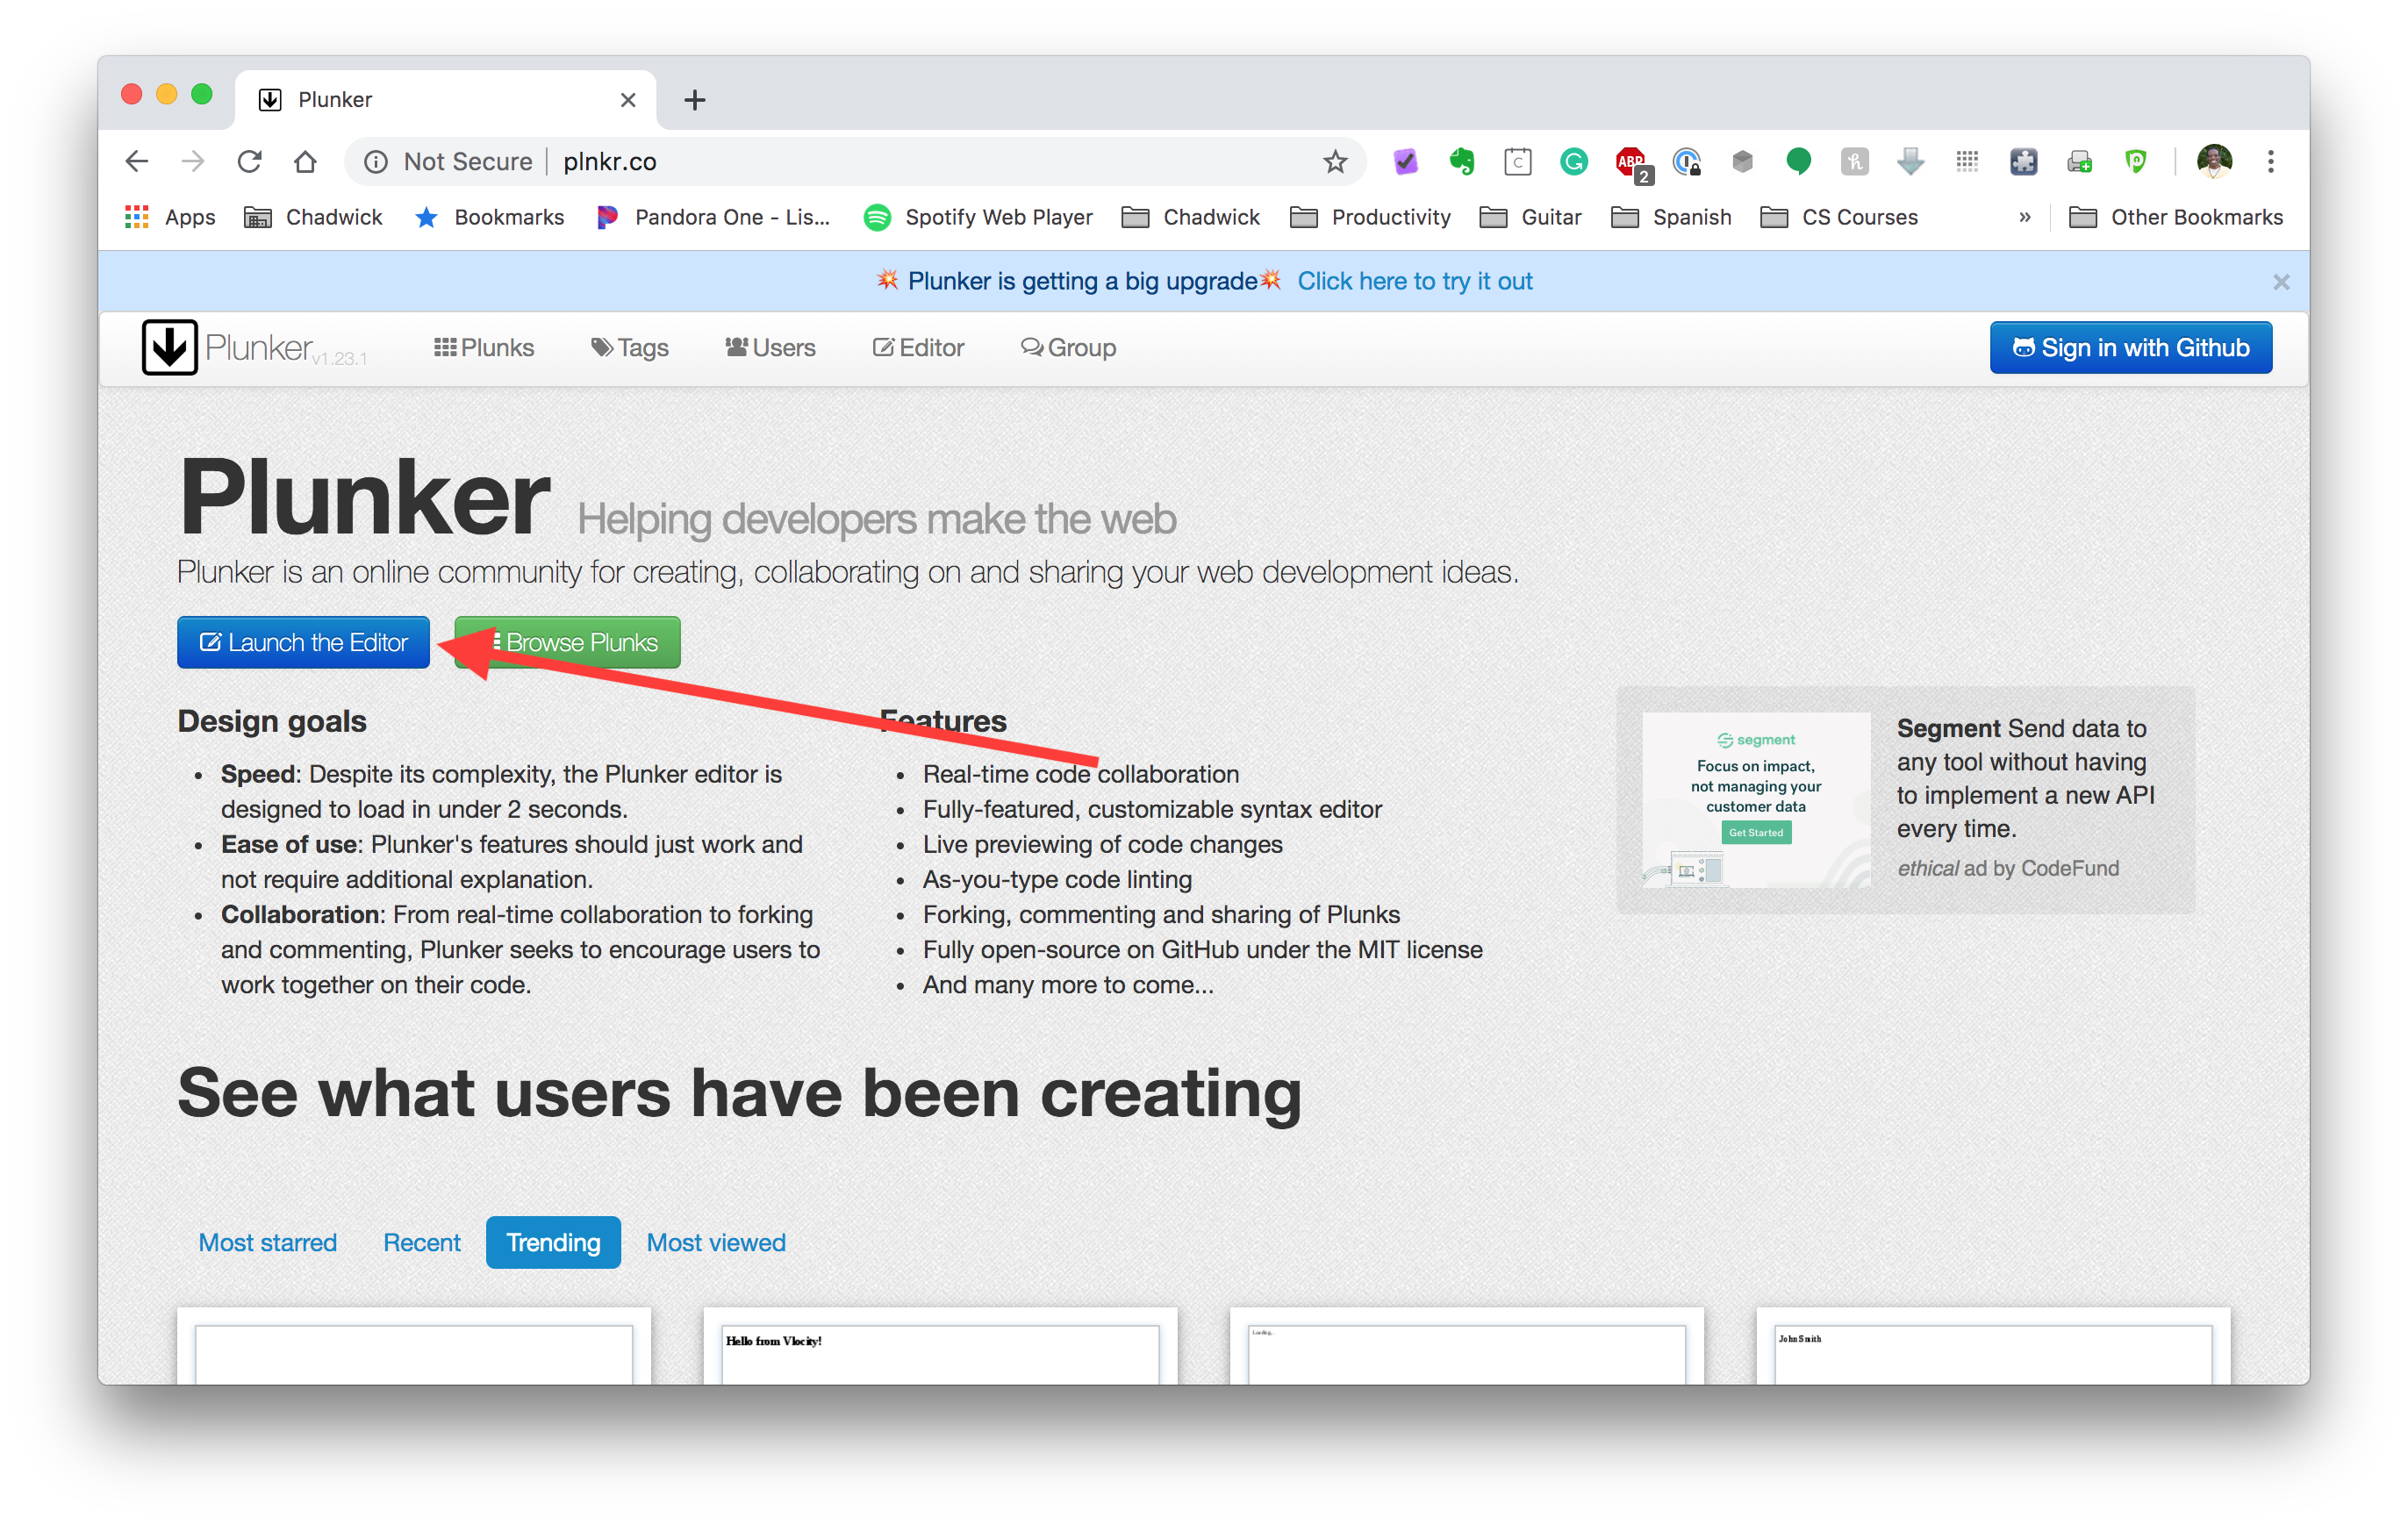 Plunker
Not Secure plnkr.co
ABP
2
Apps Chadwick Bookmarks Pandora One - Lis... Spotify Web Player Chadwick Productivity Guitar Spanish CS Courses » Other Bookmarks
💥 Plunker is getting a big upgrade💥 Click here to try it out ×
Plunker v1.23.1 Plunks Tags Users Editor Group Sign in with Github
Plunker Helping developers make the web
Plunker is an online community for creating, collaborating on and sharing your web development ideas.
Launch the Editor Browse Plunks
Design goals
• Speed: Despite its complexity, the Plunker editor is
designed to load in under 2 seconds.
• Ease of use: Plunker's features should just work and
not require additional explanation.
• Collaboration: From real-time collaboration to forking
and commenting, Plunker seeks to encourage users to
work together on their code.
Features
• Real-time code collaboration
• Fully-featured, customizable syntax editor
• Live previewing of code changes
• As-you-type code linting
• Forking, commenting and sharing of Plunks
• Fully open-source on GitHub under the MIT license
• And many more to come...
segment
Focus on impact,
not managing your
customer data
Get Started
Segment Send data to
any tool without having
to implement a new API
every time.
ethical ad by CodeFund
See what users have been creating
Most starred Recent Trending Most viewed
Hello from Vlocity!
Loading...
John Smith